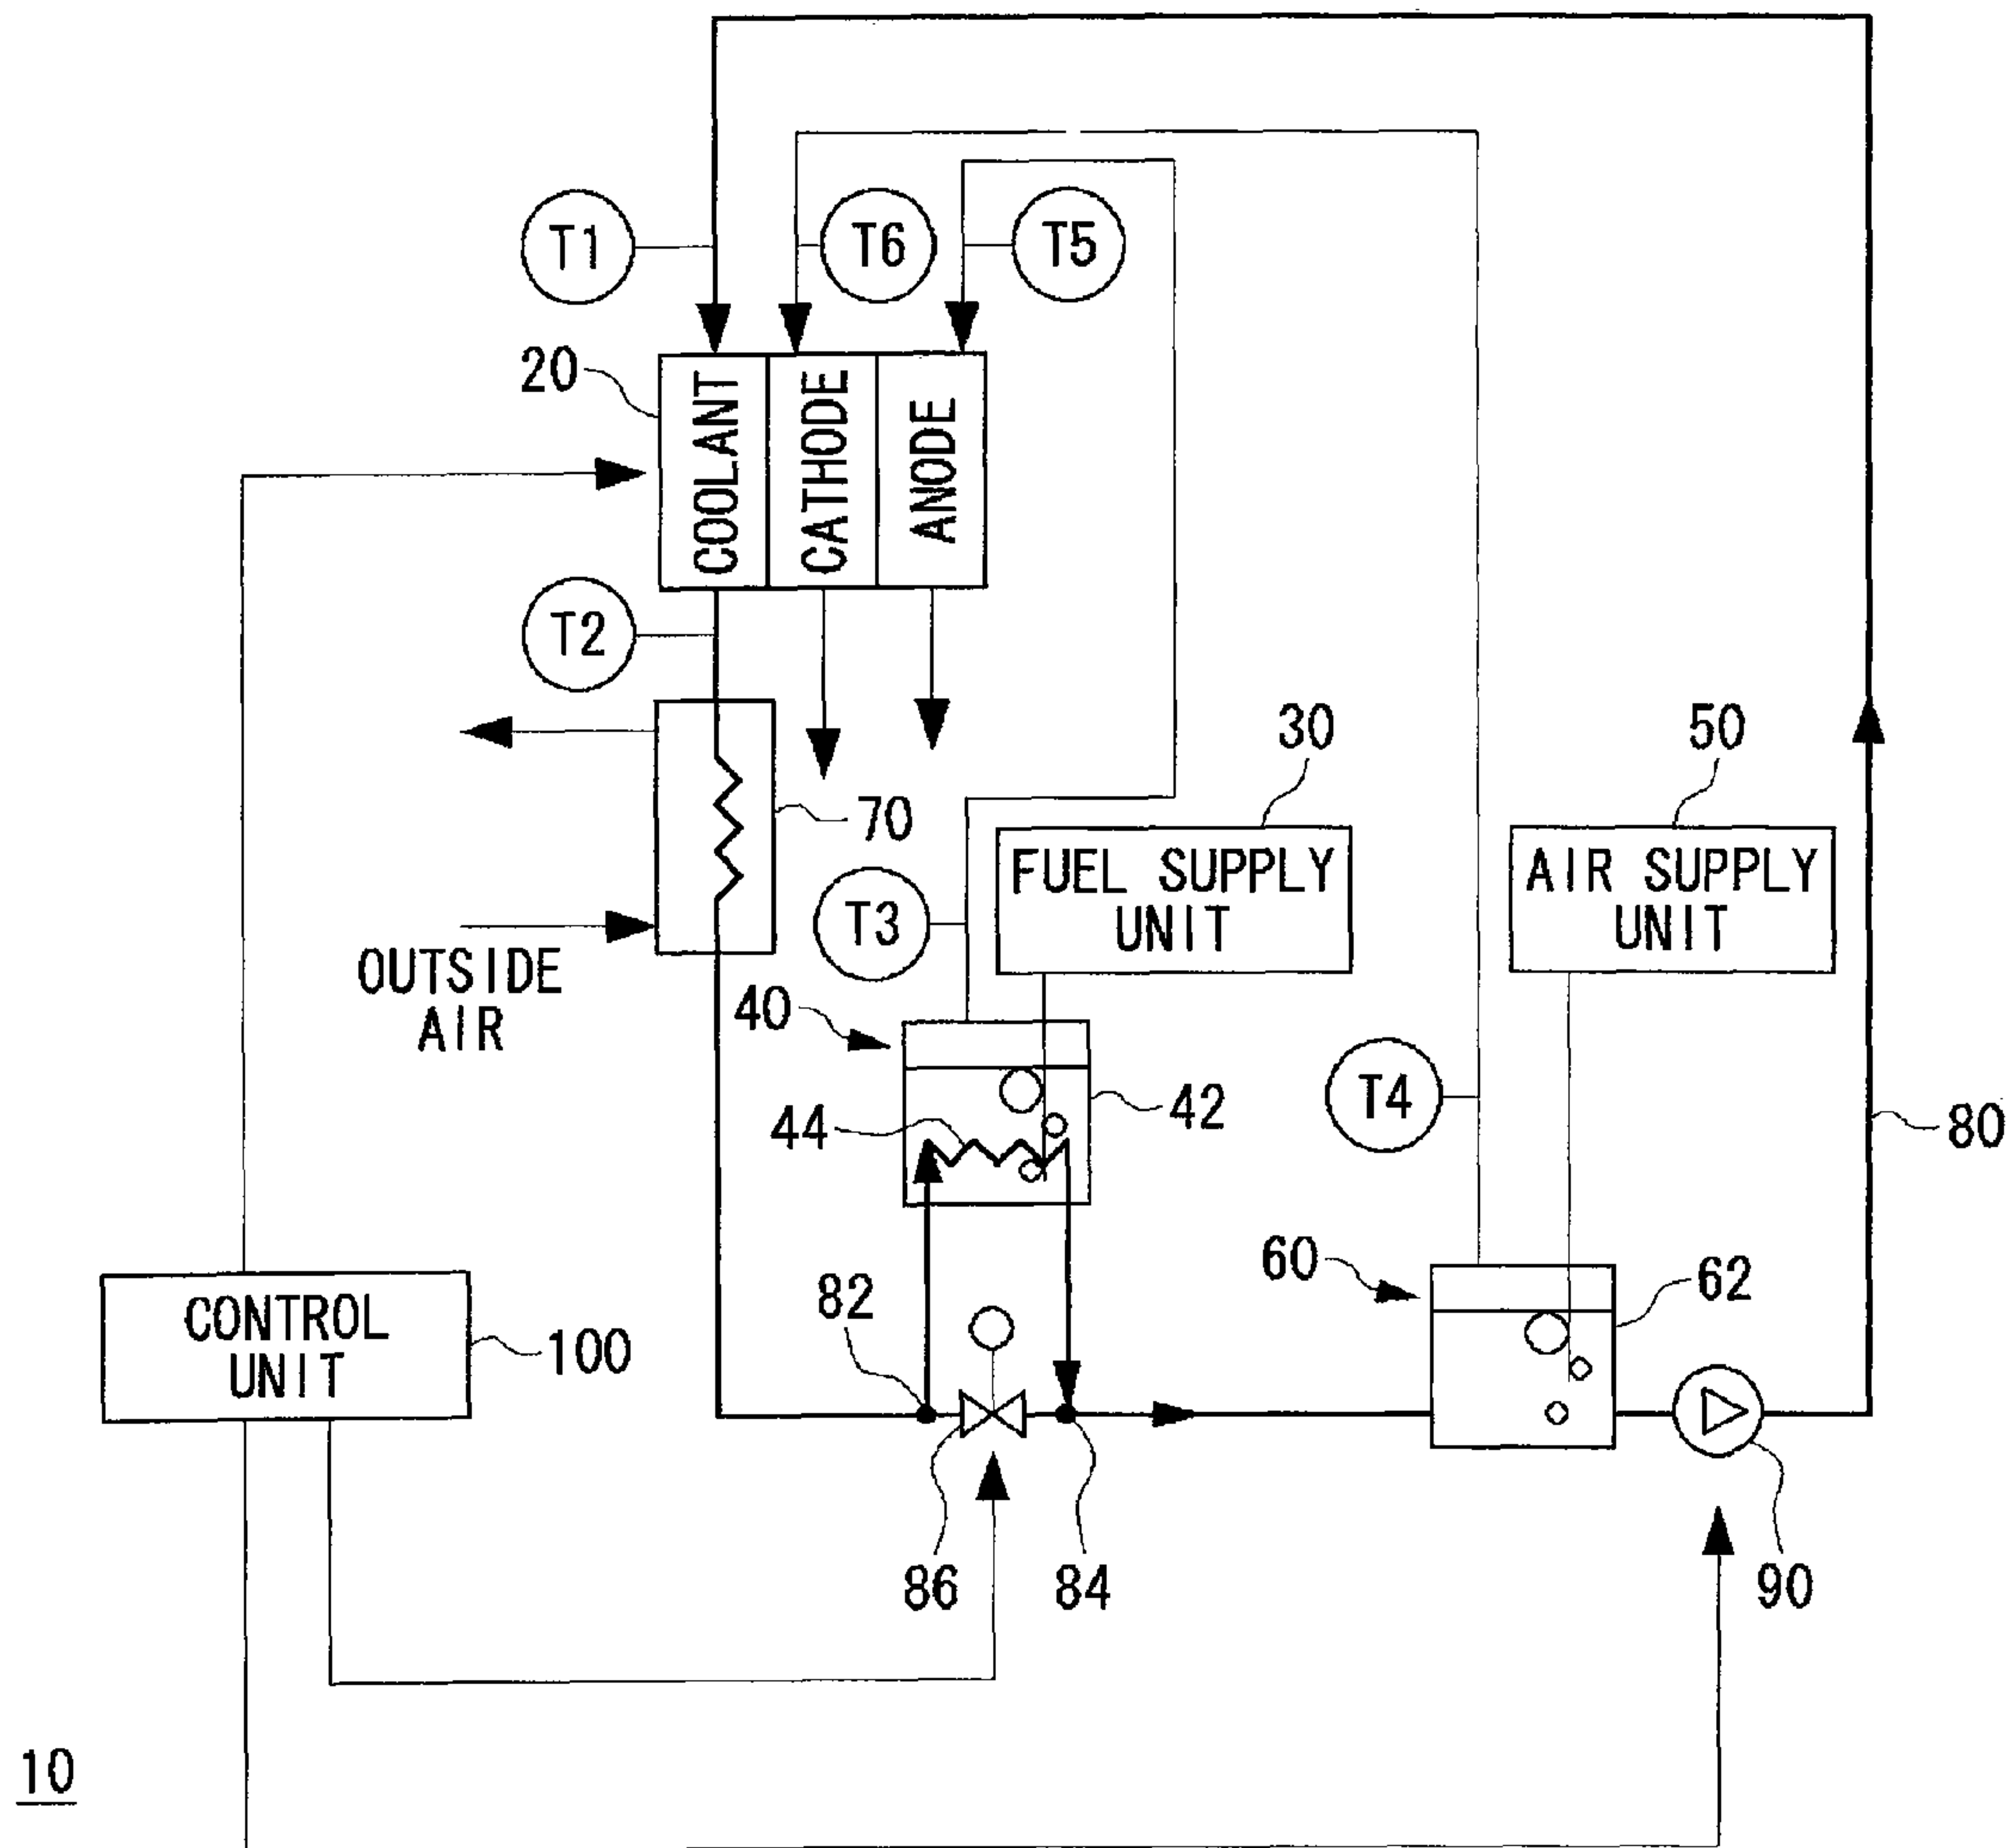 T1
T6
T5
20
COOLANT
CATHODE
ANODE
T2
30
50
70
FUEL SUPPLY
UNIT
AIR SUPPLY
UNIT
T3
OUTSIDE
AIR
40
42
44
T4
80
60
62
82
CONTROL
UNIT
100
86
84
90
10